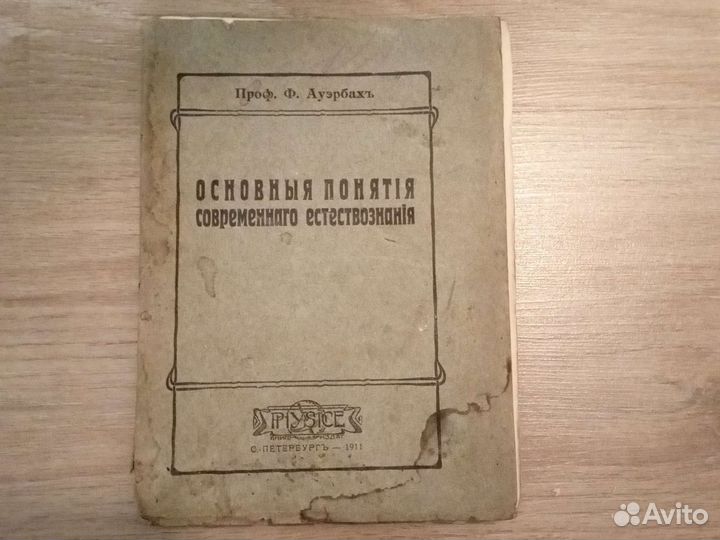 Проф. Ф. Ауэрбахъ
ОСНОВНЫЯ ПОНЯТІЯ
современнаго естествознанія
PHYSICE
С.-ПЕТЕРБУРГЪ — 1911
Avito